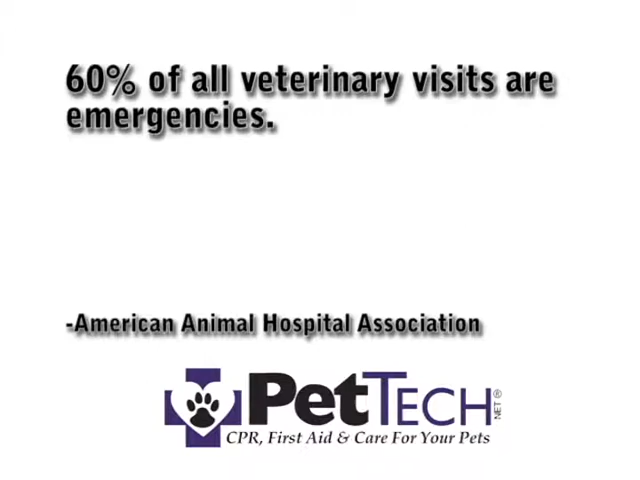 60% of all veterinary visits are
emergencies.
-American Animal Hospital Association
PetTECH
NET®
CPR, First Aid & Care For Your Pets